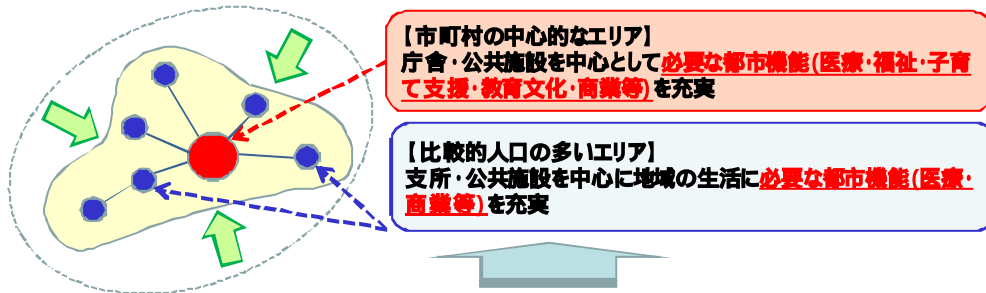 【市町村の中心的なエリア】
庁舎・公共施設を中心として必要な都市機能(医療・福祉・子育
て支援・教育文化・商業等)を充実
【比較的人口の多いエリア】
支所・公共施設を中心に地域の生活に必要な都市機能(医療・
商業等)を充実